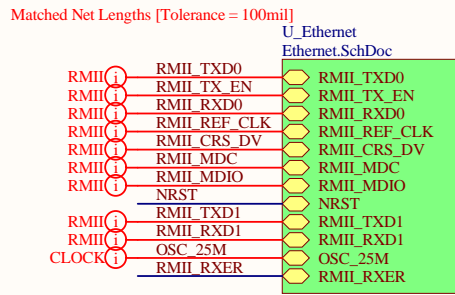 Matched Net Lengths [Tolerance = 100mil]
U_Ethernet
Ethernet.SchDoc
RMII i RMII_TXD0 RMII_TXD0
RMII i RMII_TX_EN RMII_TX_EN
RMII i RMII_RXD0 RMII_RXD0
RMII i RMII_REF_CLK RMII_REF_CLK
RMII i RMII_CRS_DV RMII_CRS_DV
RMII i RMII_MDC RMII_MDC
RMII i RMII_MDIO RMII_MDIO
NRST NRST
RMII i RMII_TXD1 RMII_TXD1
RMII i RMII_RXD1 RMII_RXD1
CLOCK i OSC_25M OSC_25M
RMII_RXER RMII_RXER